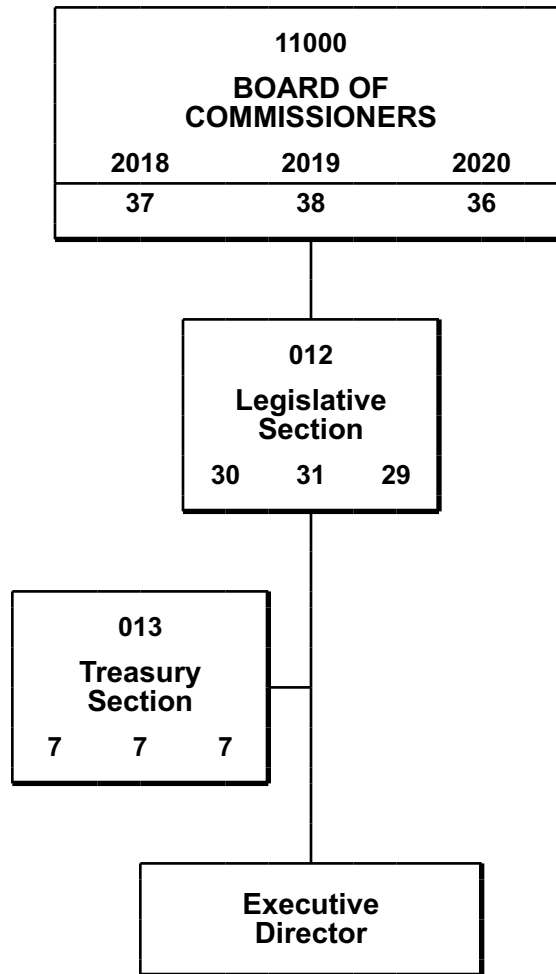 11000
BOARD OF
COMMISSIONERS
2018 2019 2020
37 38 36
012
Legislative
Section
30 31 29
013
Treasury
Section
7 7 7
Executive
Director